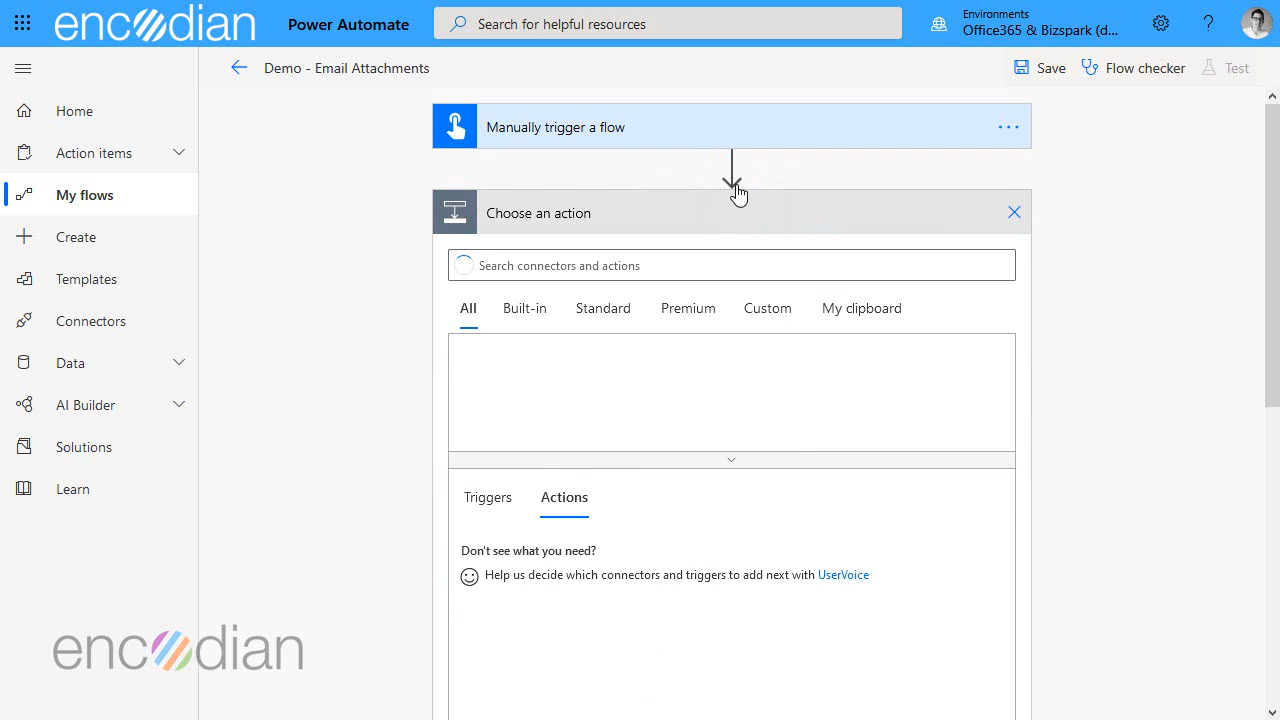 encodian
Power Automate
Search for helpful resources
Environments
Office365 & Bizspark (d...
?
Demo - Email Attachments
Save
Flow checker
Test
Home
Action items
My flows
Create
Templates
Connectors
Data
AI Builder
Solutions
Learn
Manually trigger a flow
Choose an action
Search connectors and actions
All Built-in Standard Premium Custom My clipboard
Triggers Actions
Don't see what you need?
Help us decide which connectors and triggers to add next with UserVoice
encodian